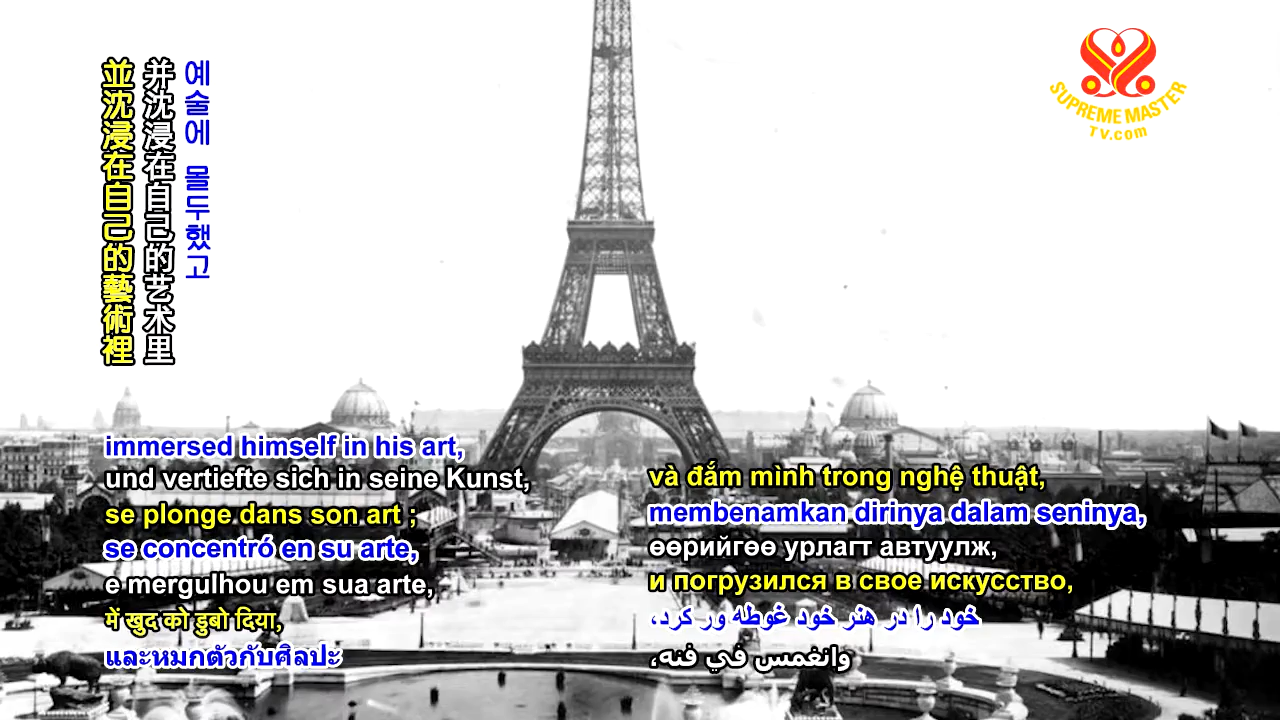 並沈浸在自己的藝術裡
并沈浸在自己的艺术里
예술에 몰두했고
SUPREME MASTER
TV.com
immersed himself in his art,
und vertiefte sich in seine Kunst,
se plonge dans son art ;
se concentró en su arte,
e mergulhou em sua arte,
में खुद को डुबो दिया,
และหมกตัวกับศิลปะ
và đắm mình trong nghệ thuật,
membenamkan dirinya dalam seninya,
өөрийгөө урлагт автуулж,
и погрузился в свое искусство,
خود را در هنر خود غوطه ور کرد،
وانغمس في فنه،